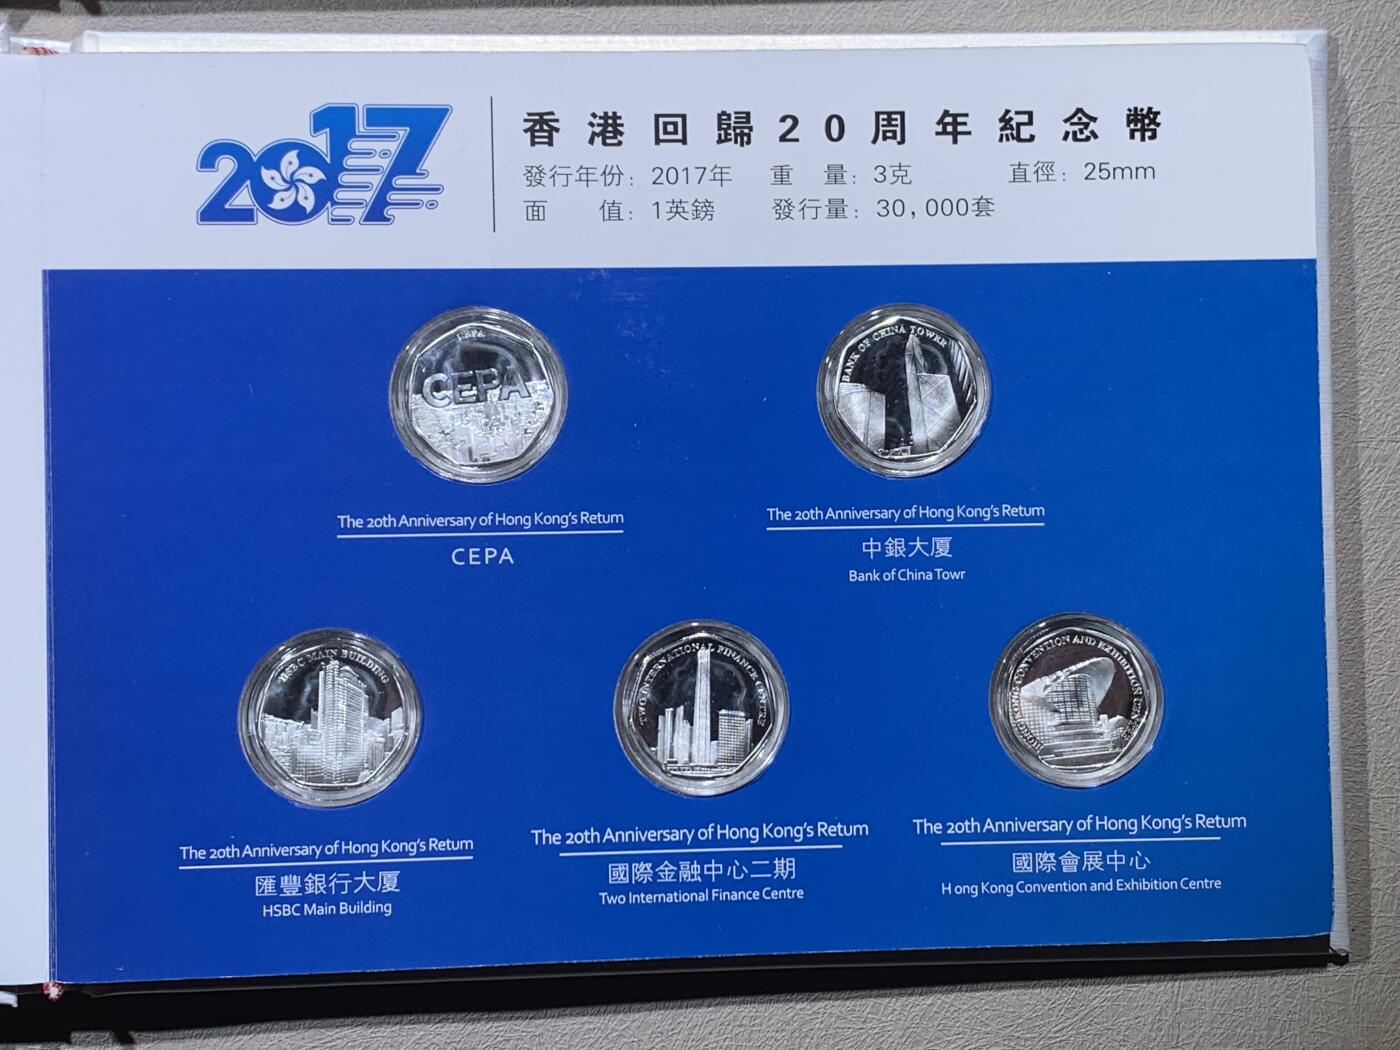 2017
香港回歸20周年紀念幣
發行年份: 2017年 重 量: 3克 直徑: 25mm
面 值: 1英鎊 發行量: 30,000套
CEPA
CEPA
BANK OF CHINA TOWER
The 20th Anniversary of Hong Kong's Retum
CEPA
The 20th Anniversary of Hong Kong's Retum
中銀大厦
Bank of China Towr
HSBC MAIN BUILDING
TWO INTERNATIONAL FINANCE CENTRE
HONG KONG CONVENTION AND EXHIBITION CENTRE
The 20th Anniversary of Hong Kong's Retum
匯豐銀行大厦
HSBC Main Building
The 20th Anniversary of Hong Kong's Retum
國際金融中心二期
Two International Finance Centre
The 20th Anniversary of Hong Kong's Retum
國際會展中心
H ong Kong Convention and Exhibition Centre